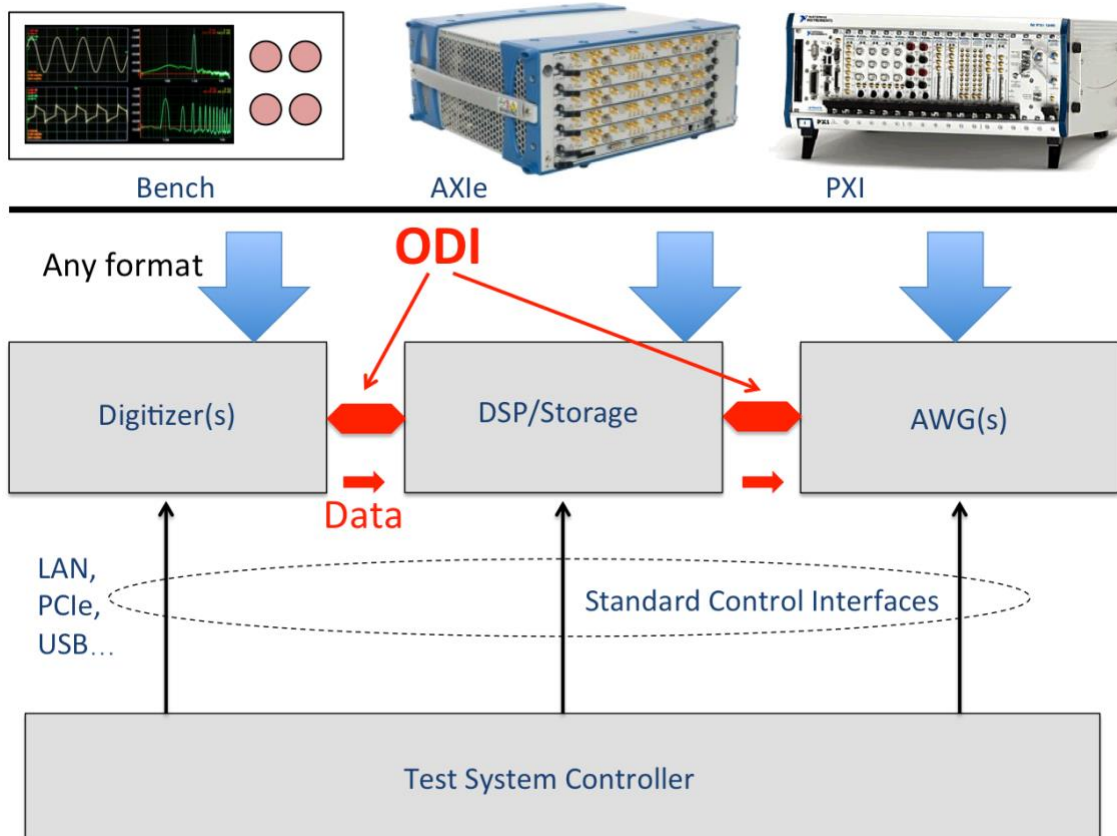 Bench
AXIe
PXI
Any format
ODI
Digitizer(s)
DSP/Storage
AWG(s)
Data
LAN,
PCIe,
USB...
Standard Control Interfaces
Test System Controller